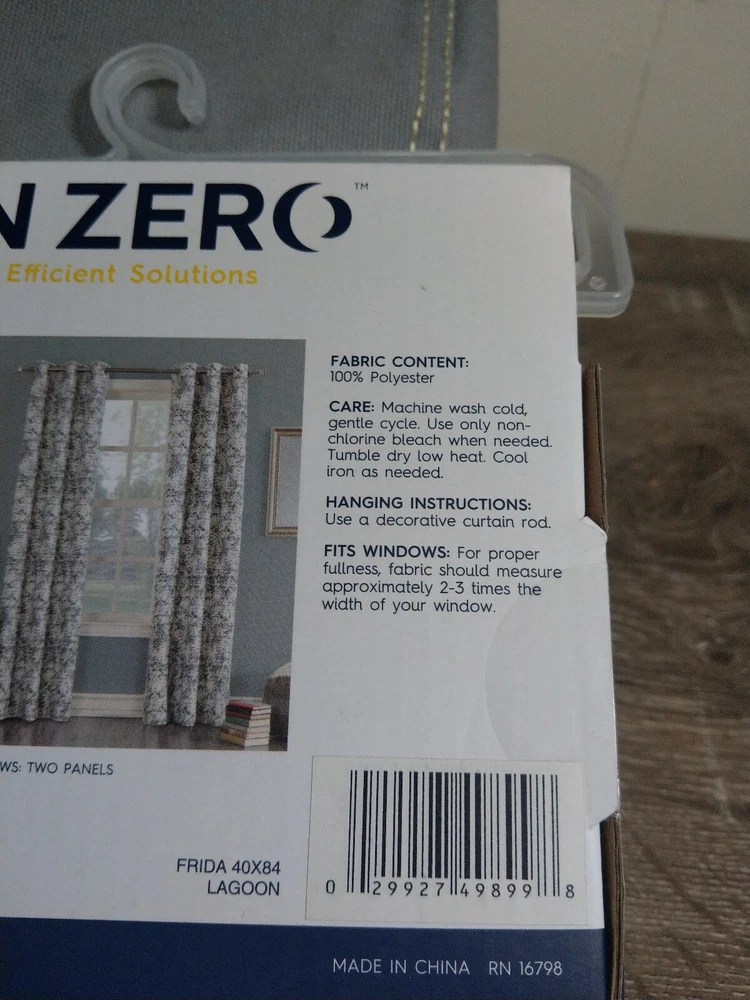 N ZERO™
Efficient Solutions
FABRIC CONTENT:
100% Polyester
CARE: Machine wash cold,
gentle cycle. Use only non-
chlorine bleach when needed.
Tumble dry low heat. Cool
iron as needed.
HANGING INSTRUCTIONS:
Use a decorative curtain rod.
FITS WINDOWS: For proper
fullness, fabric should measure
approximately 2-3 times the
width of your window.
WS: TWO PANELS
FRIDA 40X84
LAGOON
0 29927 49899 8
MADE IN CHINA RN 16798